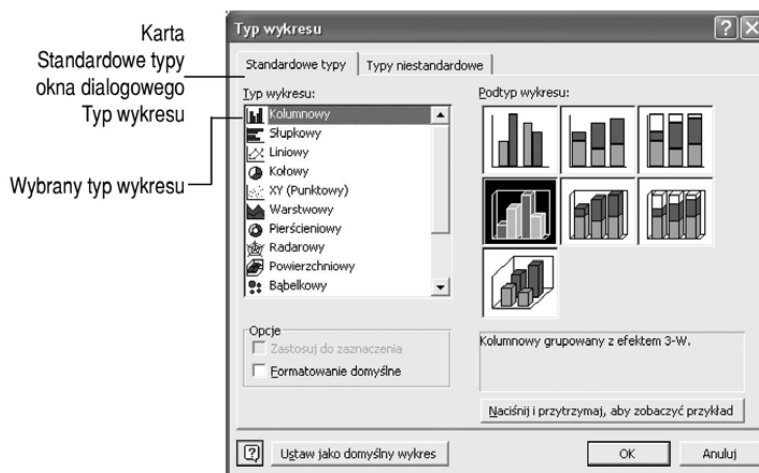 Karta
Standardowe typy
okna dialogowego
Typ wykresu
Wybrany typ wykresu
Typ wykresu
Standardowe typy
Typy niestandardowe
Typ wykresu:
Kolumnowy
Słupkowy
Liniowy
Kołowy
XY (Punktowy)
Warstwowy
Pierścieniowy
Radarowy
Powierzchniowy
Bąbelkowy
Podtyp wykresu:
Opcje
Zastosuj do zaznaczenia
Formatowanie domyślne
Kolumnowy grupowany z efektem 3-W.
Naciśnij i przytrzymaj, aby zobaczyć przykład
Ustaw jako domyślny wykres
OK
Anuluj